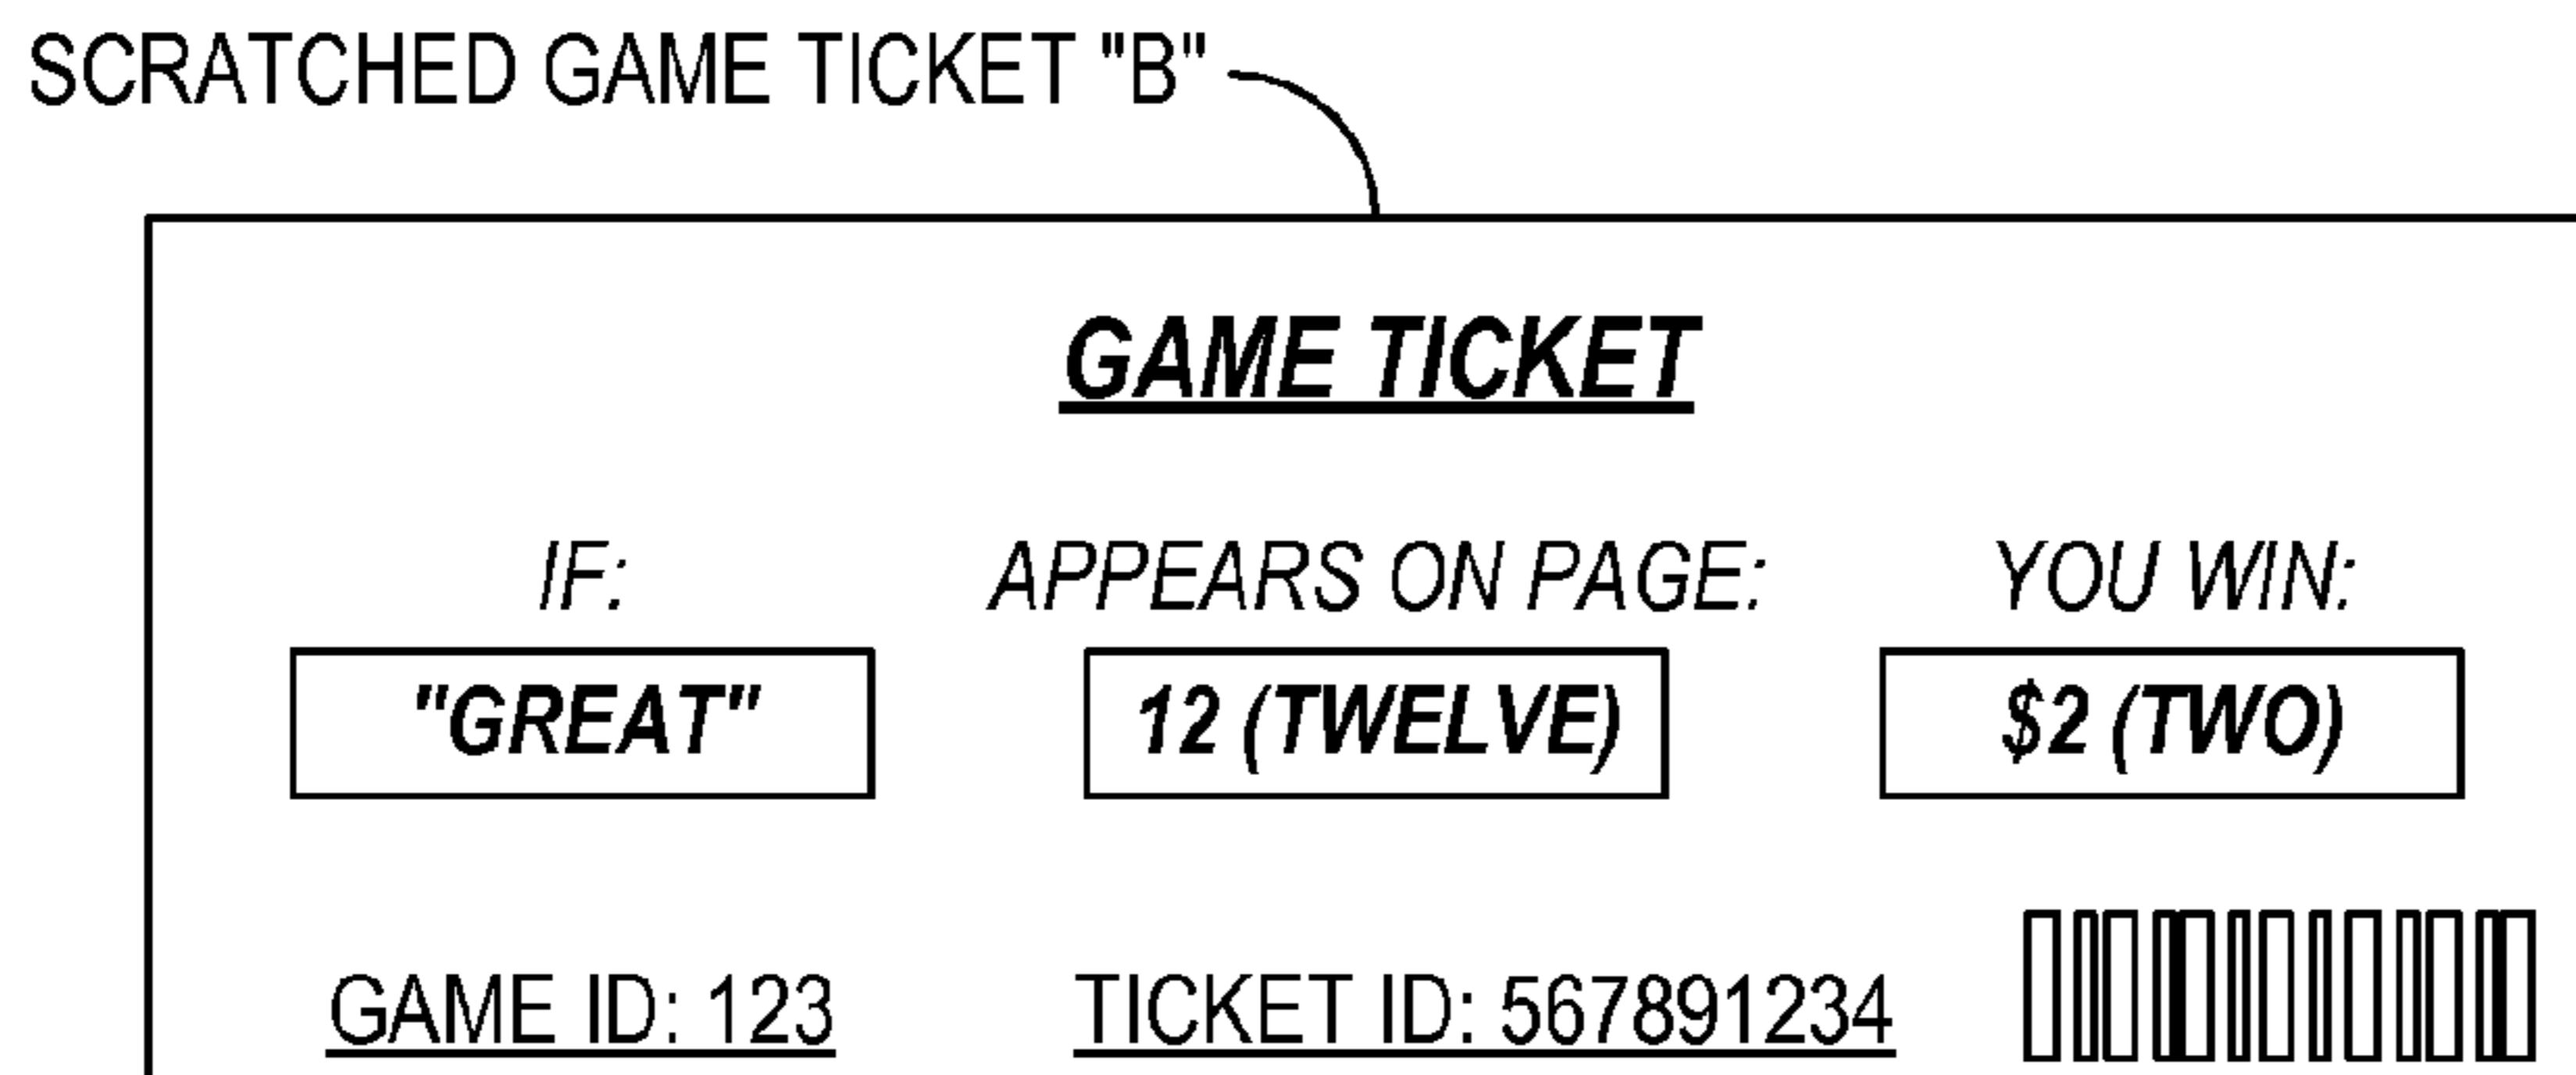 SCRATCHED GAME TICKET "B"
GAME TICKET
IF: APPEARS ON PAGE: YOU WIN:
"GREAT" 12 (TWELVE) $2 (TWO)
GAME ID: 123 TICKET ID: 567891234